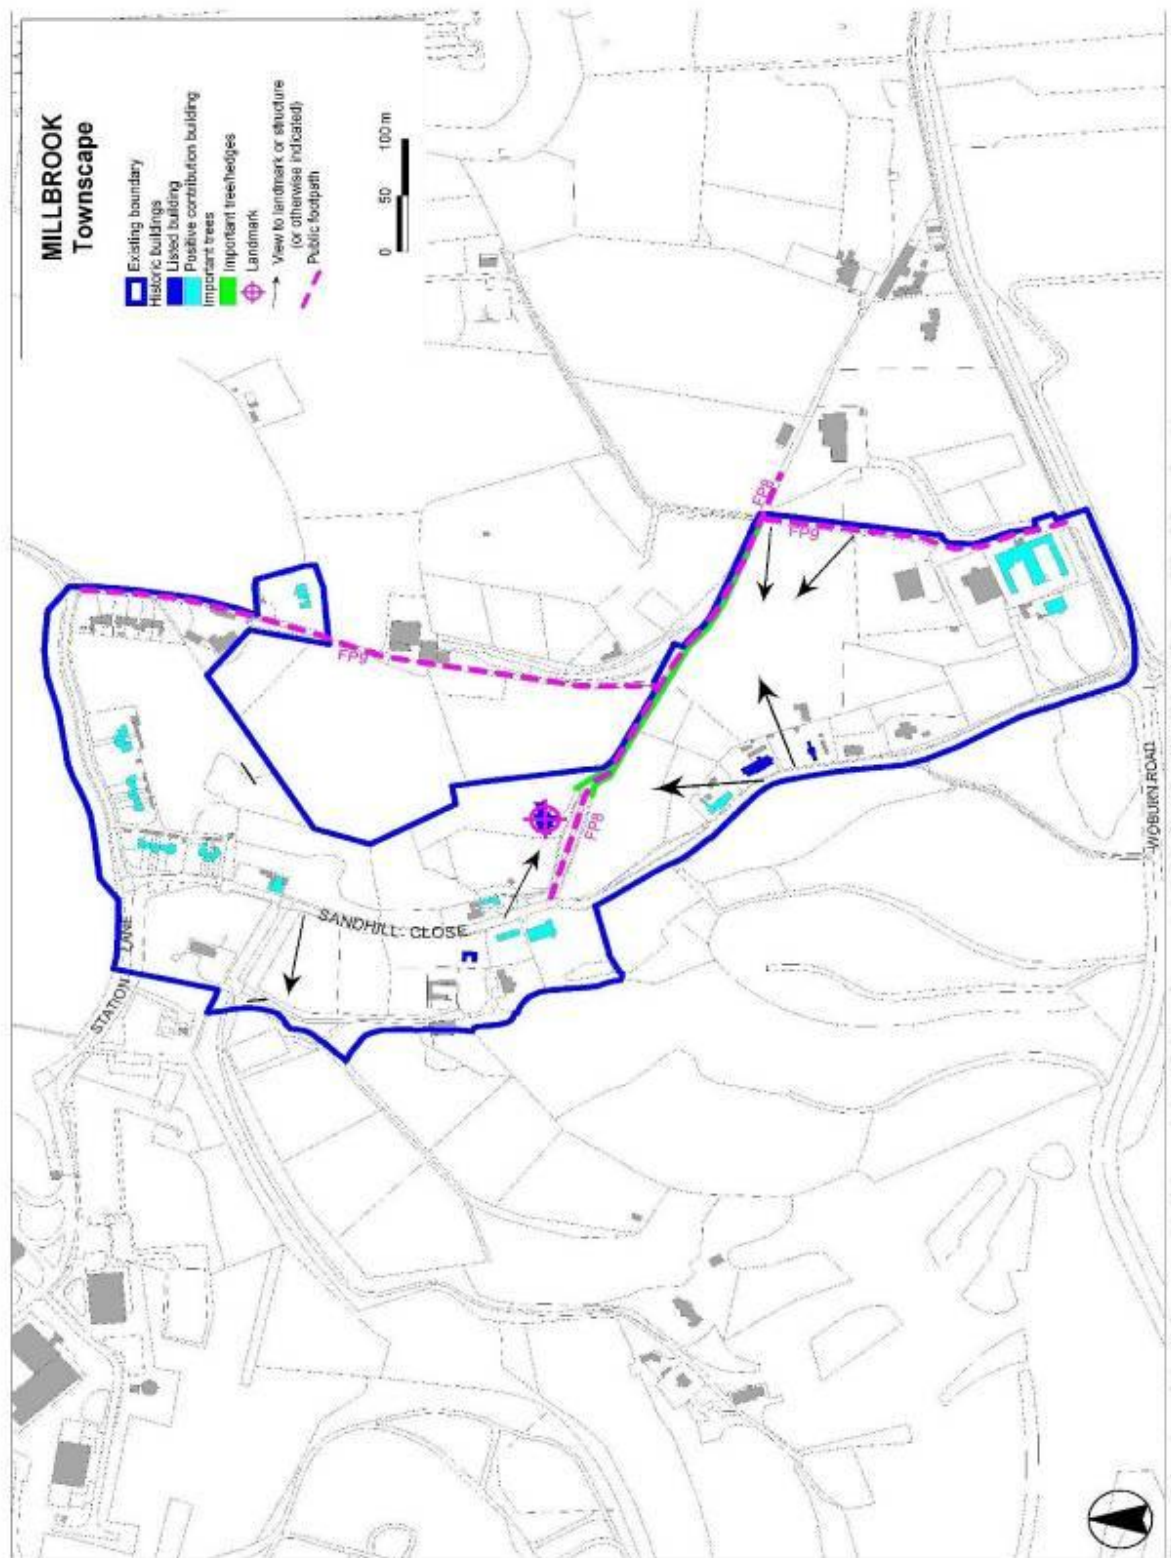 MILLBROOK
Townscape
Existing boundary
Historic buildings
Listed building
Positive contribution building
Important trees
Important tree/hedges
Landmark
View to landmark or structure
(or otherwise indicated)
Public footpath
0 50 100 m
STATION LANE
SANDHILL CLOSE
FP9
FP8
FP8
FP9
WOBURN ROAD